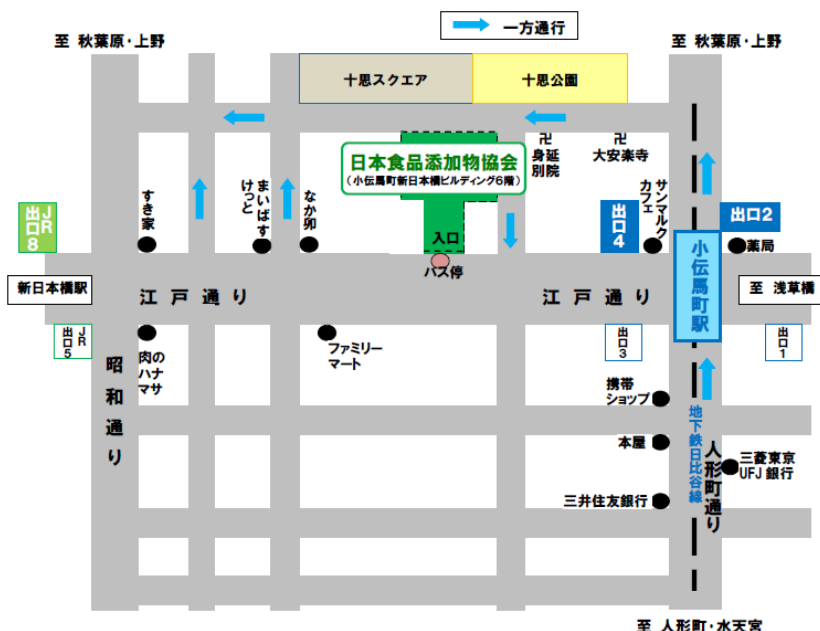 一方通行
至 秋葉原・上野
至 秋葉原・上野
十思スクエア
十思公園
日本食品添加物協会
(小伝馬町新日本橋ビルディング6階)
卍
身延
別院
卍
大安楽寺
すき家
まいばす
けっと
なか卯
サンマルク
カフェ
JR
出口8
出口4
出口2
入口
バス停
薬局
小伝馬町駅
新日本橋駅
江戸通り
江戸通り
至 浅草橋
JR
出口5
肉の
ハナ
マサ
ファミリー
マート
出口3
出口1
昭和通り
携帯
ショップ
本屋
三井住友銀行
地下鉄日比谷線
人形町通り
三菱東京
UFJ銀行
至 人形町・水天宮